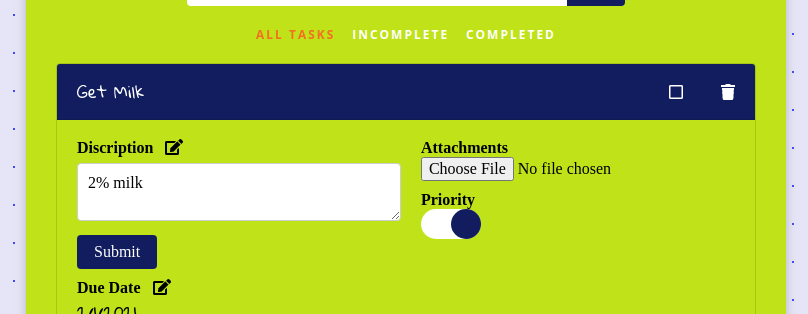 ALL TASKS INCOMPLETE COMPLETED
Get Milk
Discription
2% milk
Submit
Due Date
Attachments
Choose File No file chosen
Priority